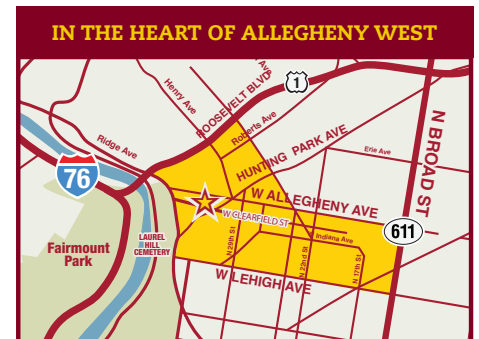 IN THE HEART OF ALLEGHENY WEST
Ave
1
Henry Ave
ROOSEVELT BLVD
Roberts Ave
Ridge Ave
HUNTING PARK AVE
Erie Ave
N BROAD ST
76
W ALLEGHENY AVE
W CLEARFIELD ST
611
LAUREL
HILL
CEMETERY
Indiana Ave
Fairmount
Park
N 29th St
N 22nd St
N 17th St
W LEHIGH AVE